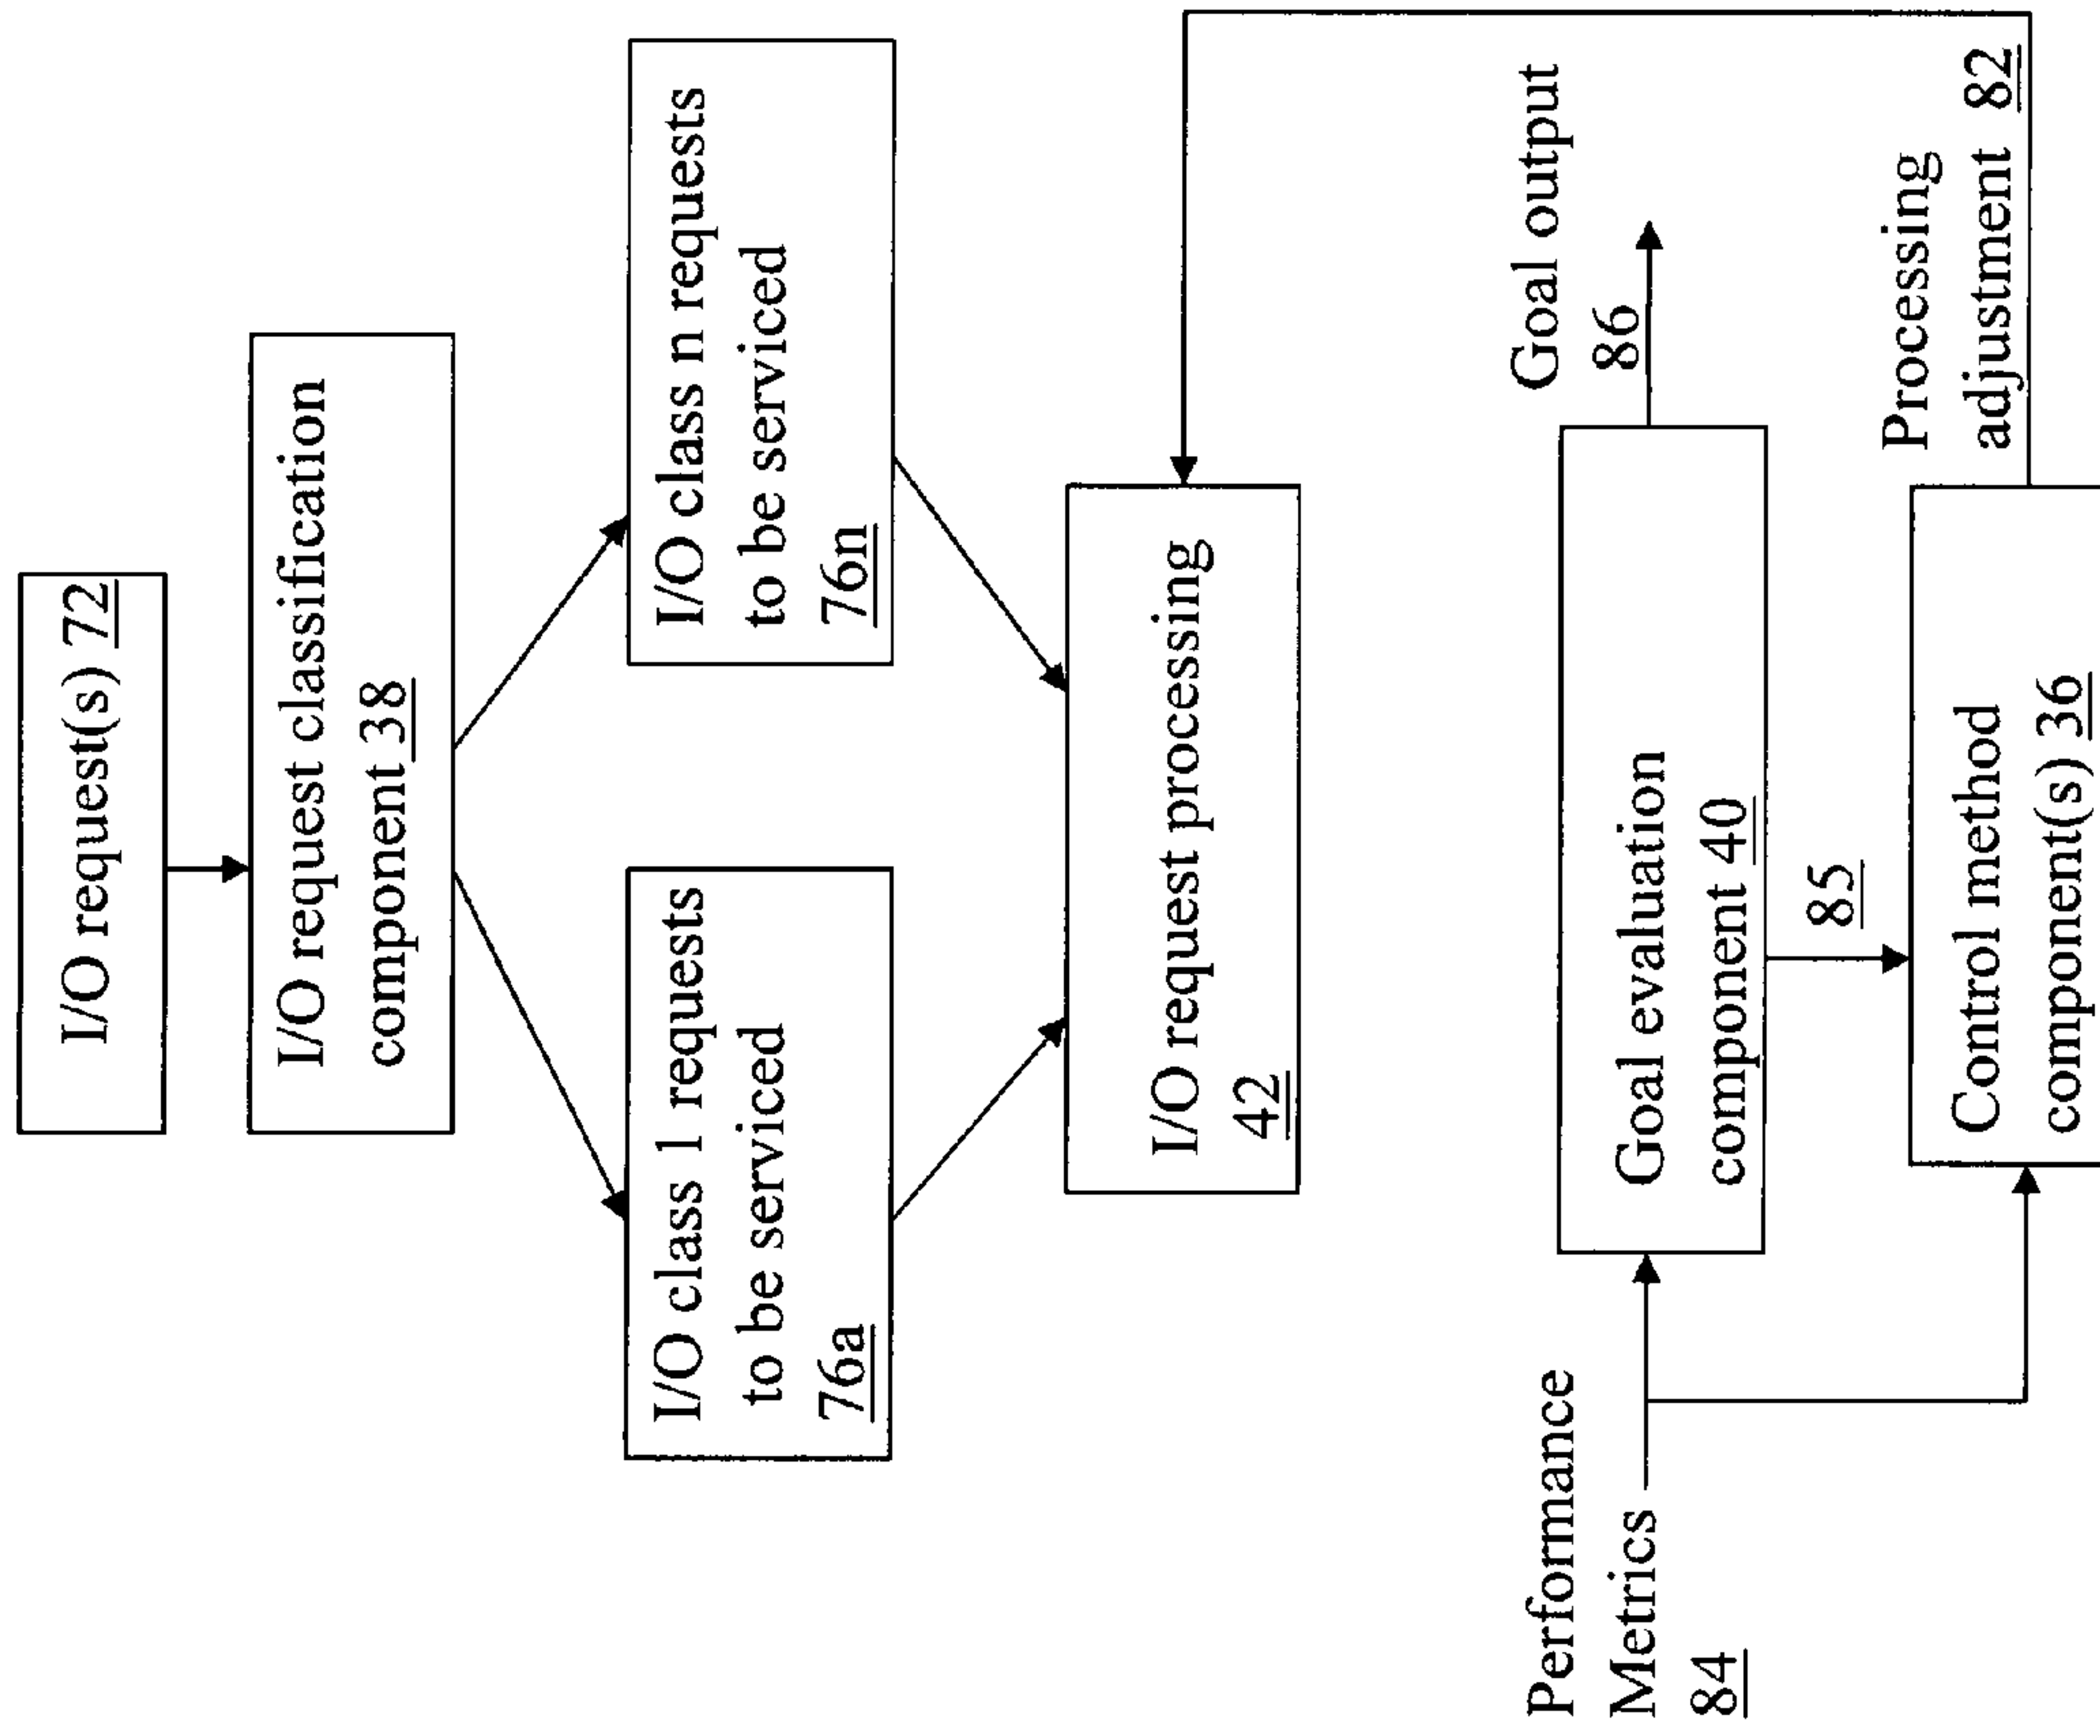 I/O request(s) 72
I/O request classification
component 38
I/O class 1 requests
to be serviced
76a
I/O class n requests
to be serviced
76n
I/O request processing
42
Performance
Metrics
84
Goal evaluation
component 40
Goal output
86
85
Control method
component(s) 36
Processing
adjustment 82